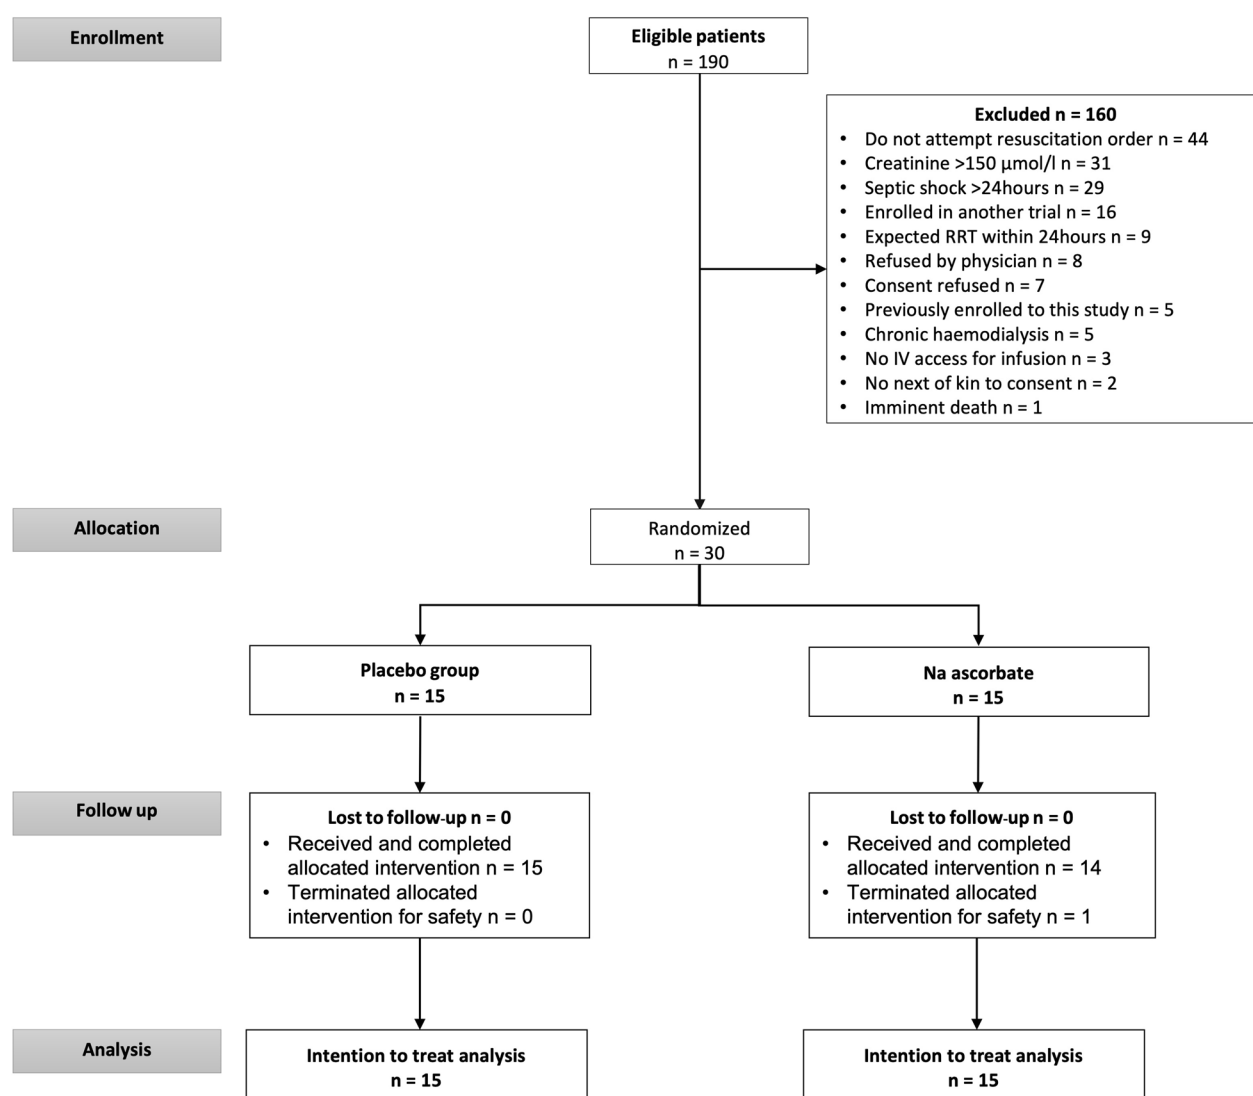 Enrollment
Eligible patients
n = 190
Excluded n = 160
• Do not attempt resuscitation order n = 44
• Creatinine >150 µmol/l n = 31
• Septic shock >24hours n = 29
• Enrolled in another trial n = 16
• Expected RRT within 24hours n = 9
• Refused by physician n = 8
• Consent refused n = 7
• Previously enrolled to this study n = 5
• Chronic haemodialysis n = 5
• No IV access for infusion n = 3
• No next of kin to consent n = 2
• Imminent death n = 1
Allocation
Randomized
n = 30
Placebo group
n = 15
Na ascorbate
n = 15
Follow up
Lost to follow-up n = 0
• Received and completed
allocated intervention n = 15
• Terminated allocated
intervention for safety n = 0
Lost to follow-up n = 0
• Received and completed
allocated intervention n = 14
• Terminated allocated
intervention for safety n = 1
Analysis
Intention to treat analysis
n = 15
Intention to treat analysis
n = 15